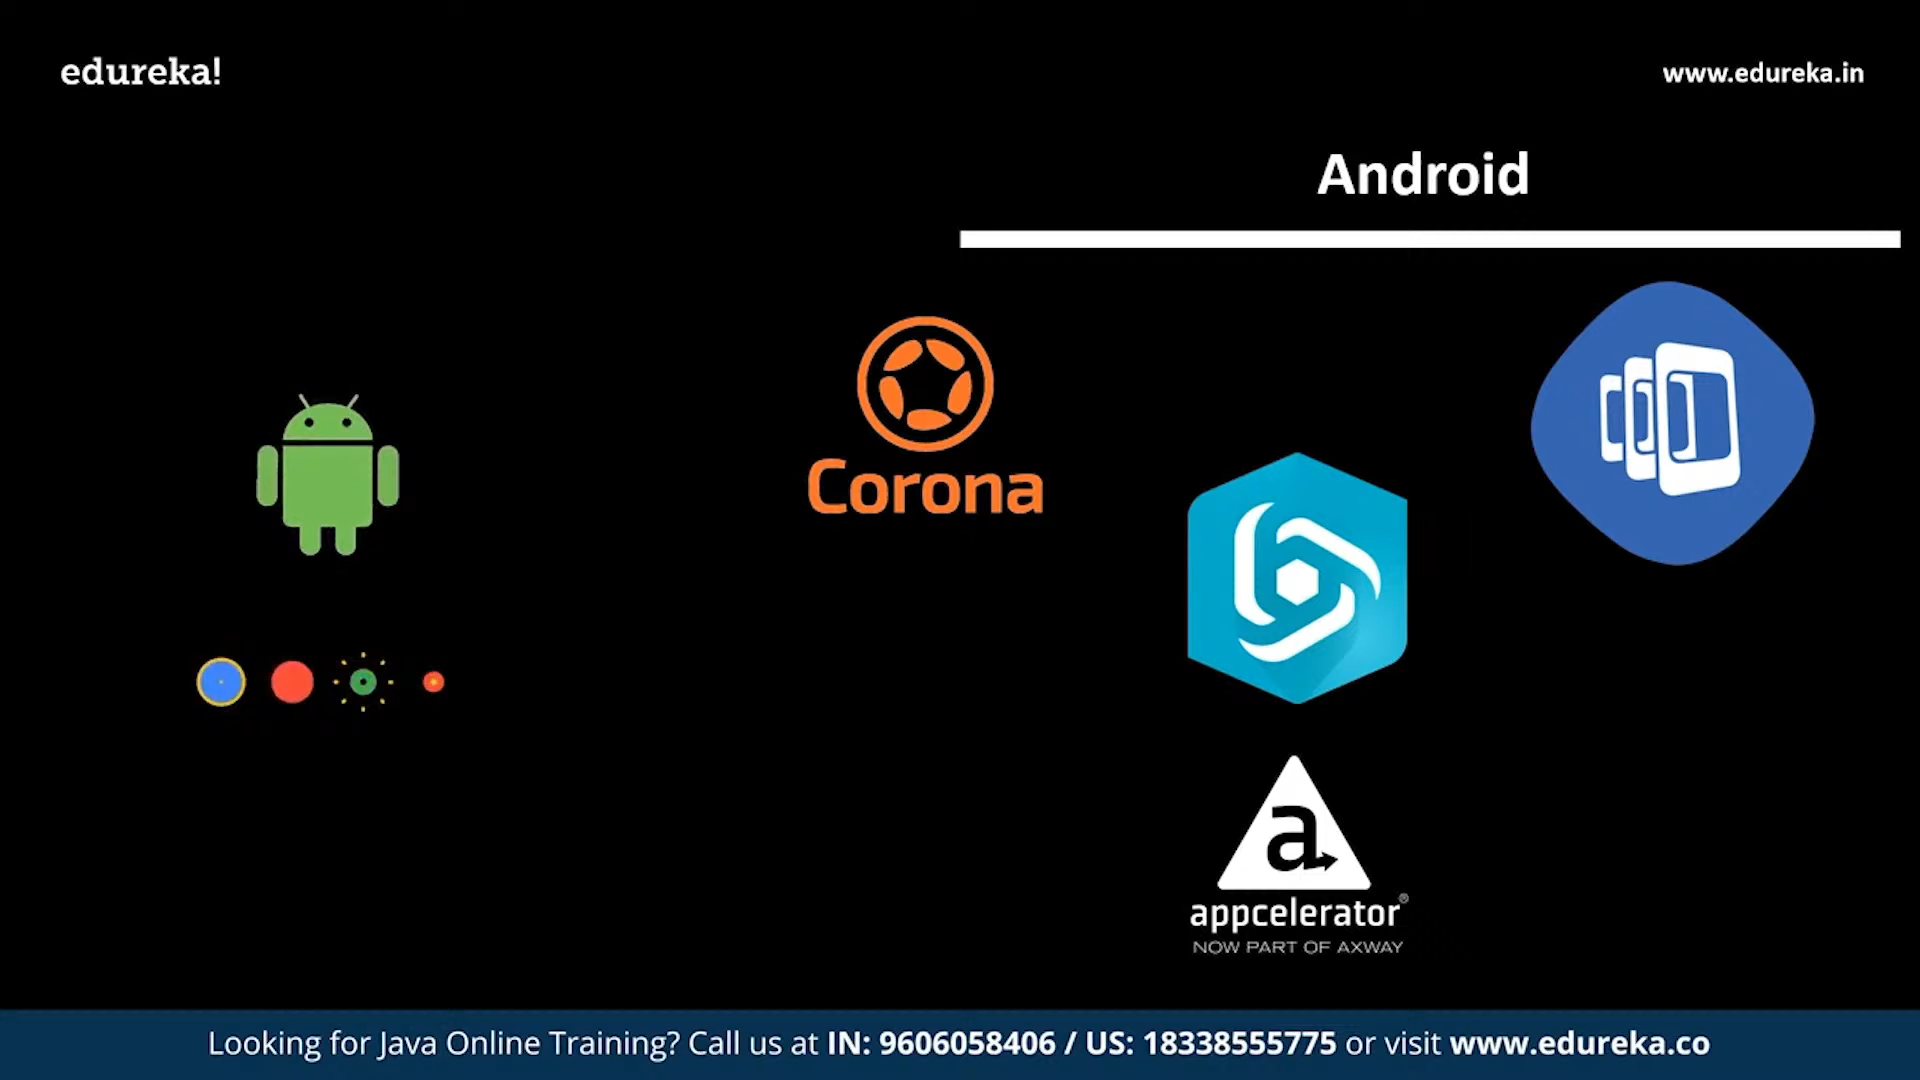 edureka!
www.edureka.in
Android
Corona
a
appcelerator®
NOW PART OF AXWAY
Looking for Java Online Training? Call us at IN: 9606058406 / US: 18338555775 or visit www.edureka.co